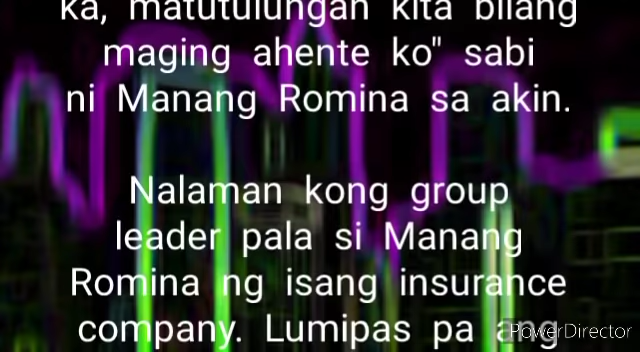 ka, matutulungan kita bilang
maging ahente ko" sabi
ni Manang Romina sa akin.
Nalaman kong group
leader pala si Manang
Romina ng isang insurance
company. Lumipas pa ang
PowerDirector